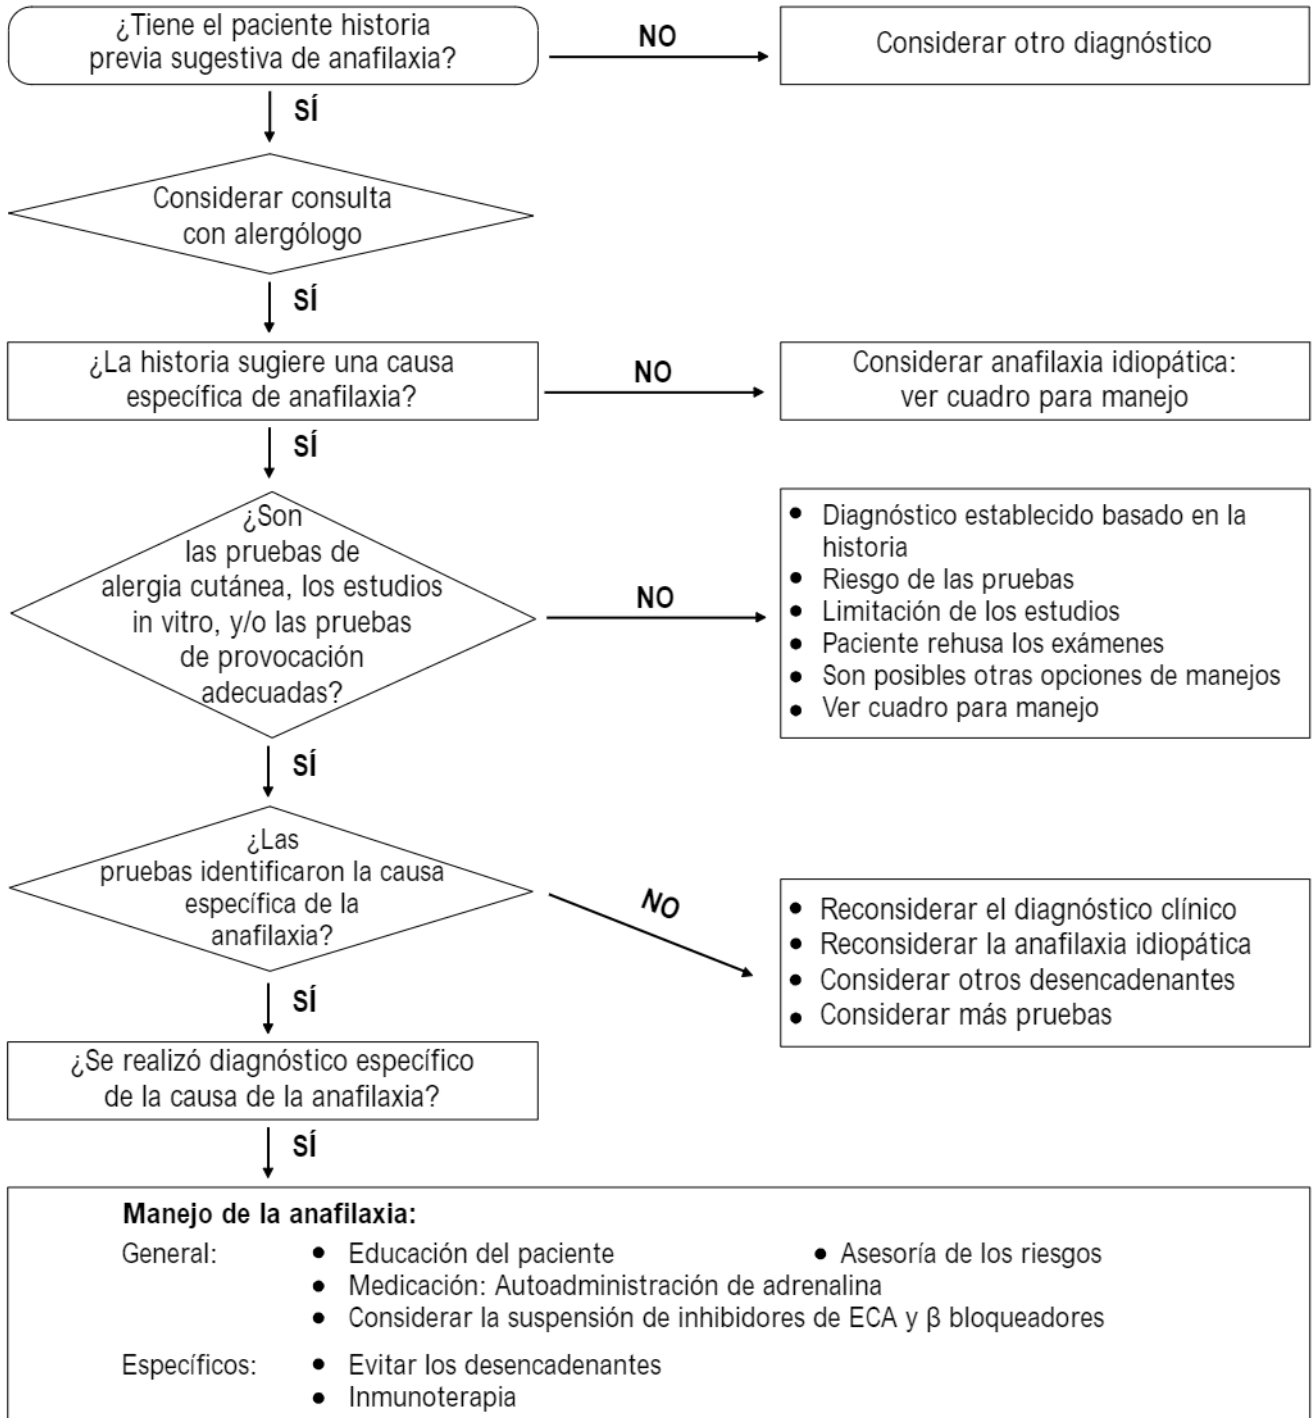 ¿Tiene el paciente historia
previa sugestiva de anafilaxia?
NO
Considerar otro diagnóstico
SÍ
Considerar consulta
con alergólogo
SÍ
¿La historia sugiere una causa
específica de anafilaxia?
NO
Considerar anafilaxia idiopática:
ver cuadro para manejo
SÍ
¿Son
las pruebas de
alergia cutánea, los estudios
in vitro, y/o las pruebas
de provocación
adecuadas?
NO
● Diagnóstico establecido basado en la
historia
● Riesgo de las pruebas
● Limitación de los estudios
● Paciente rehusa los exámenes
● Son posibles otras opciones de manejos
● Ver cuadro para manejo
SÍ
¿Las
pruebas identificaron la causa
específica de la
anafilaxia?
NO
● Reconsiderar el diagnóstico clínico
● Reconsiderar la anafilaxia idiopática
● Considerar otros desencadenantes
● Considerar más pruebas
SÍ
¿Se realizó diagnóstico específico
de la causa de la anafilaxia?
SÍ
Manejo de la anafilaxia:
General: ● Educación del paciente ● Asesoría de los riesgos
● Medicación: Autoadministración de adrenalina
● Considerar la suspensión de inhibidores de ECA y β bloqueadores
Específicos: ● Evitar los desencadenantes
● Inmunoterapia